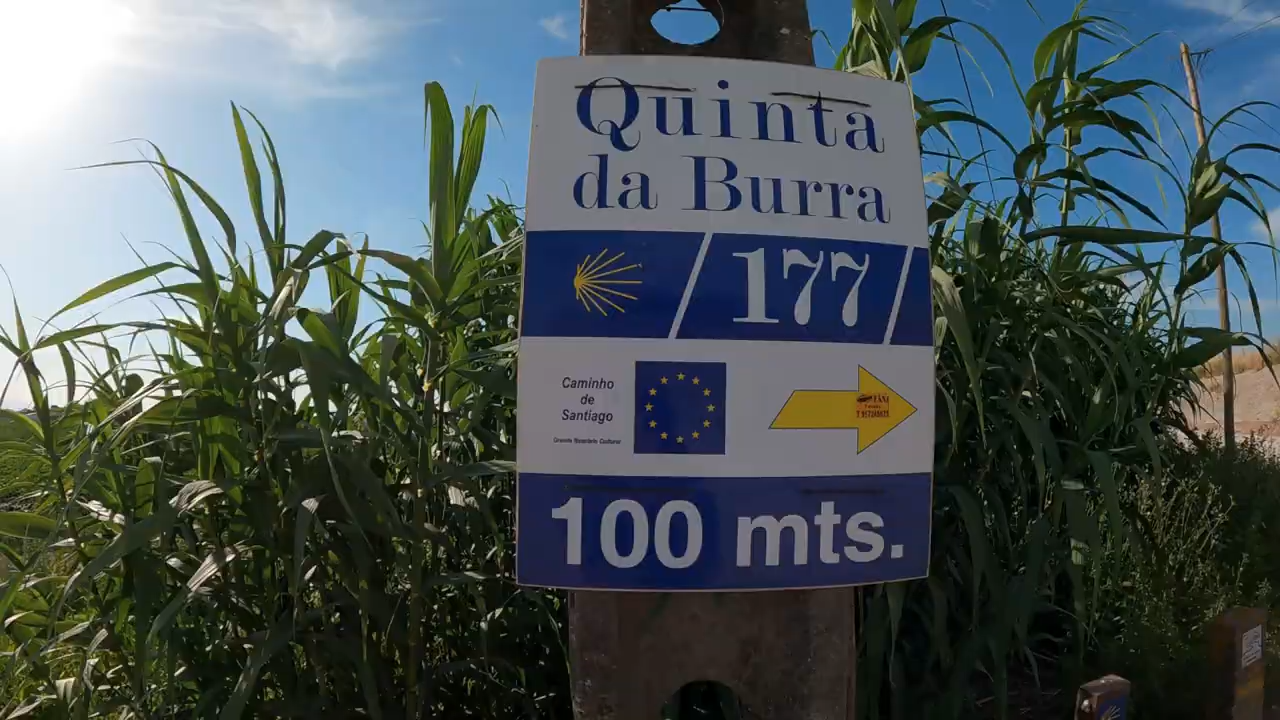 Quinta
da Burra
/ 177 /
Caminho
de
Santiago
100 mts.